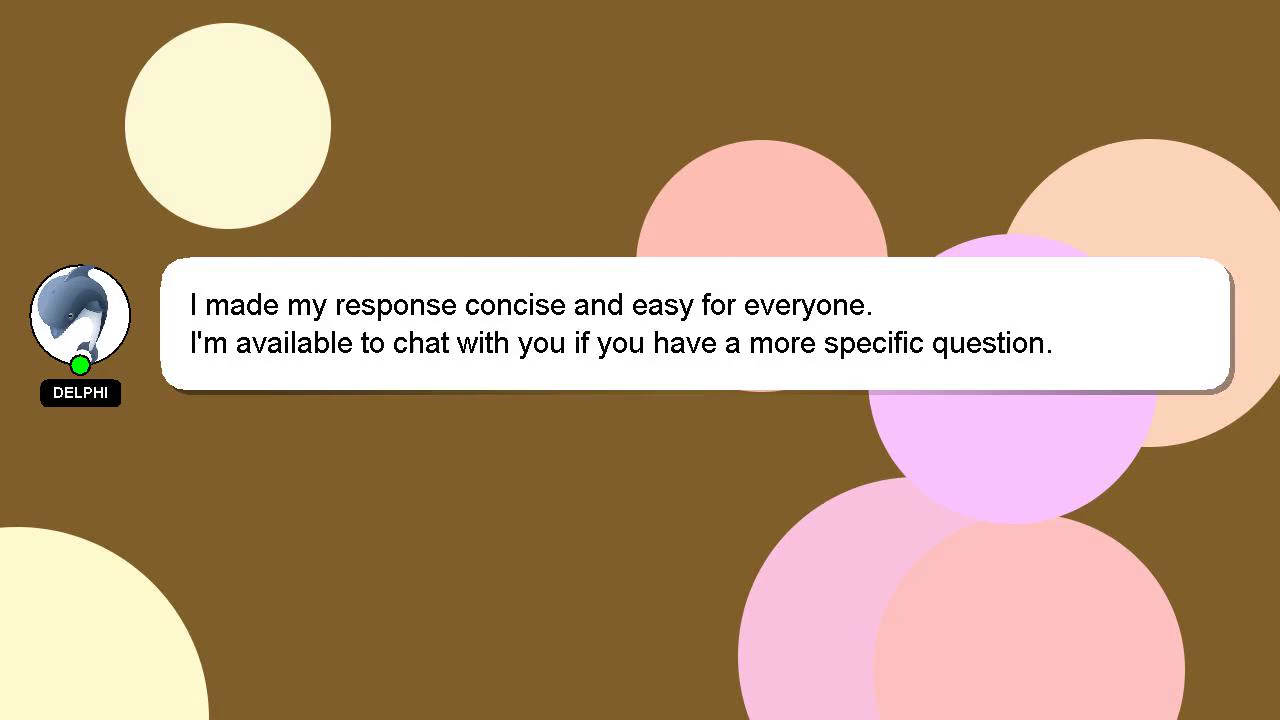 I made my response concise and easy for everyone.
I'm available to chat with you if you have a more specific question.
DELPHI